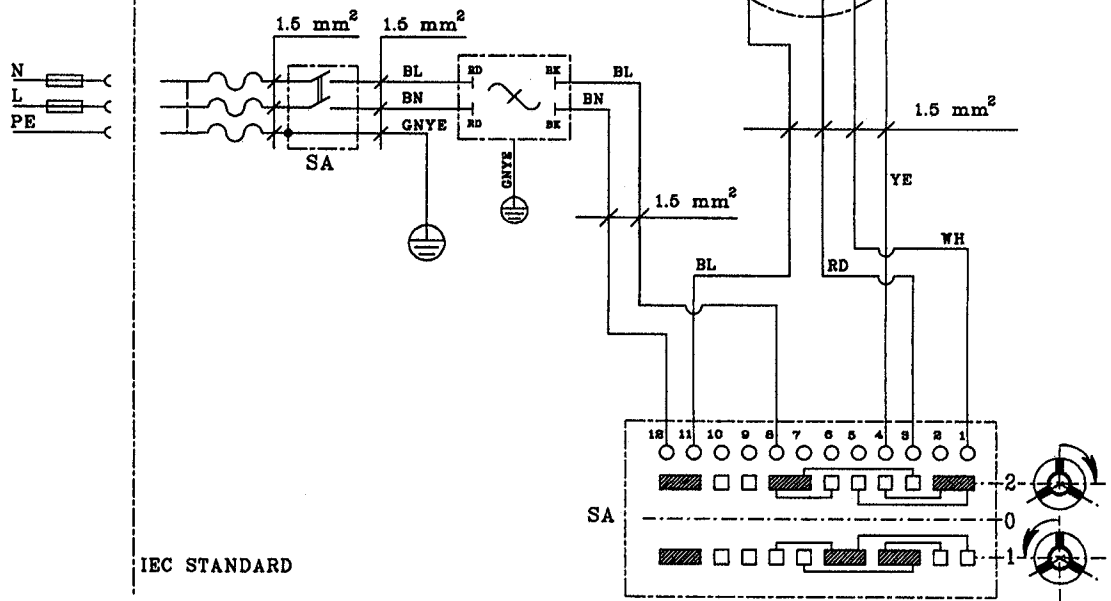 1.5 mm² 1.5 mm²
N BL RD BK BL
L BN RD BK BN
PE GNYE
SA
GNYE
1.5 mm²
YE
1.5 mm²
BL RD WH
12 11 10 9 8 7 6 5 4 3 2 1
2
SA 0
1
IEC STANDARD